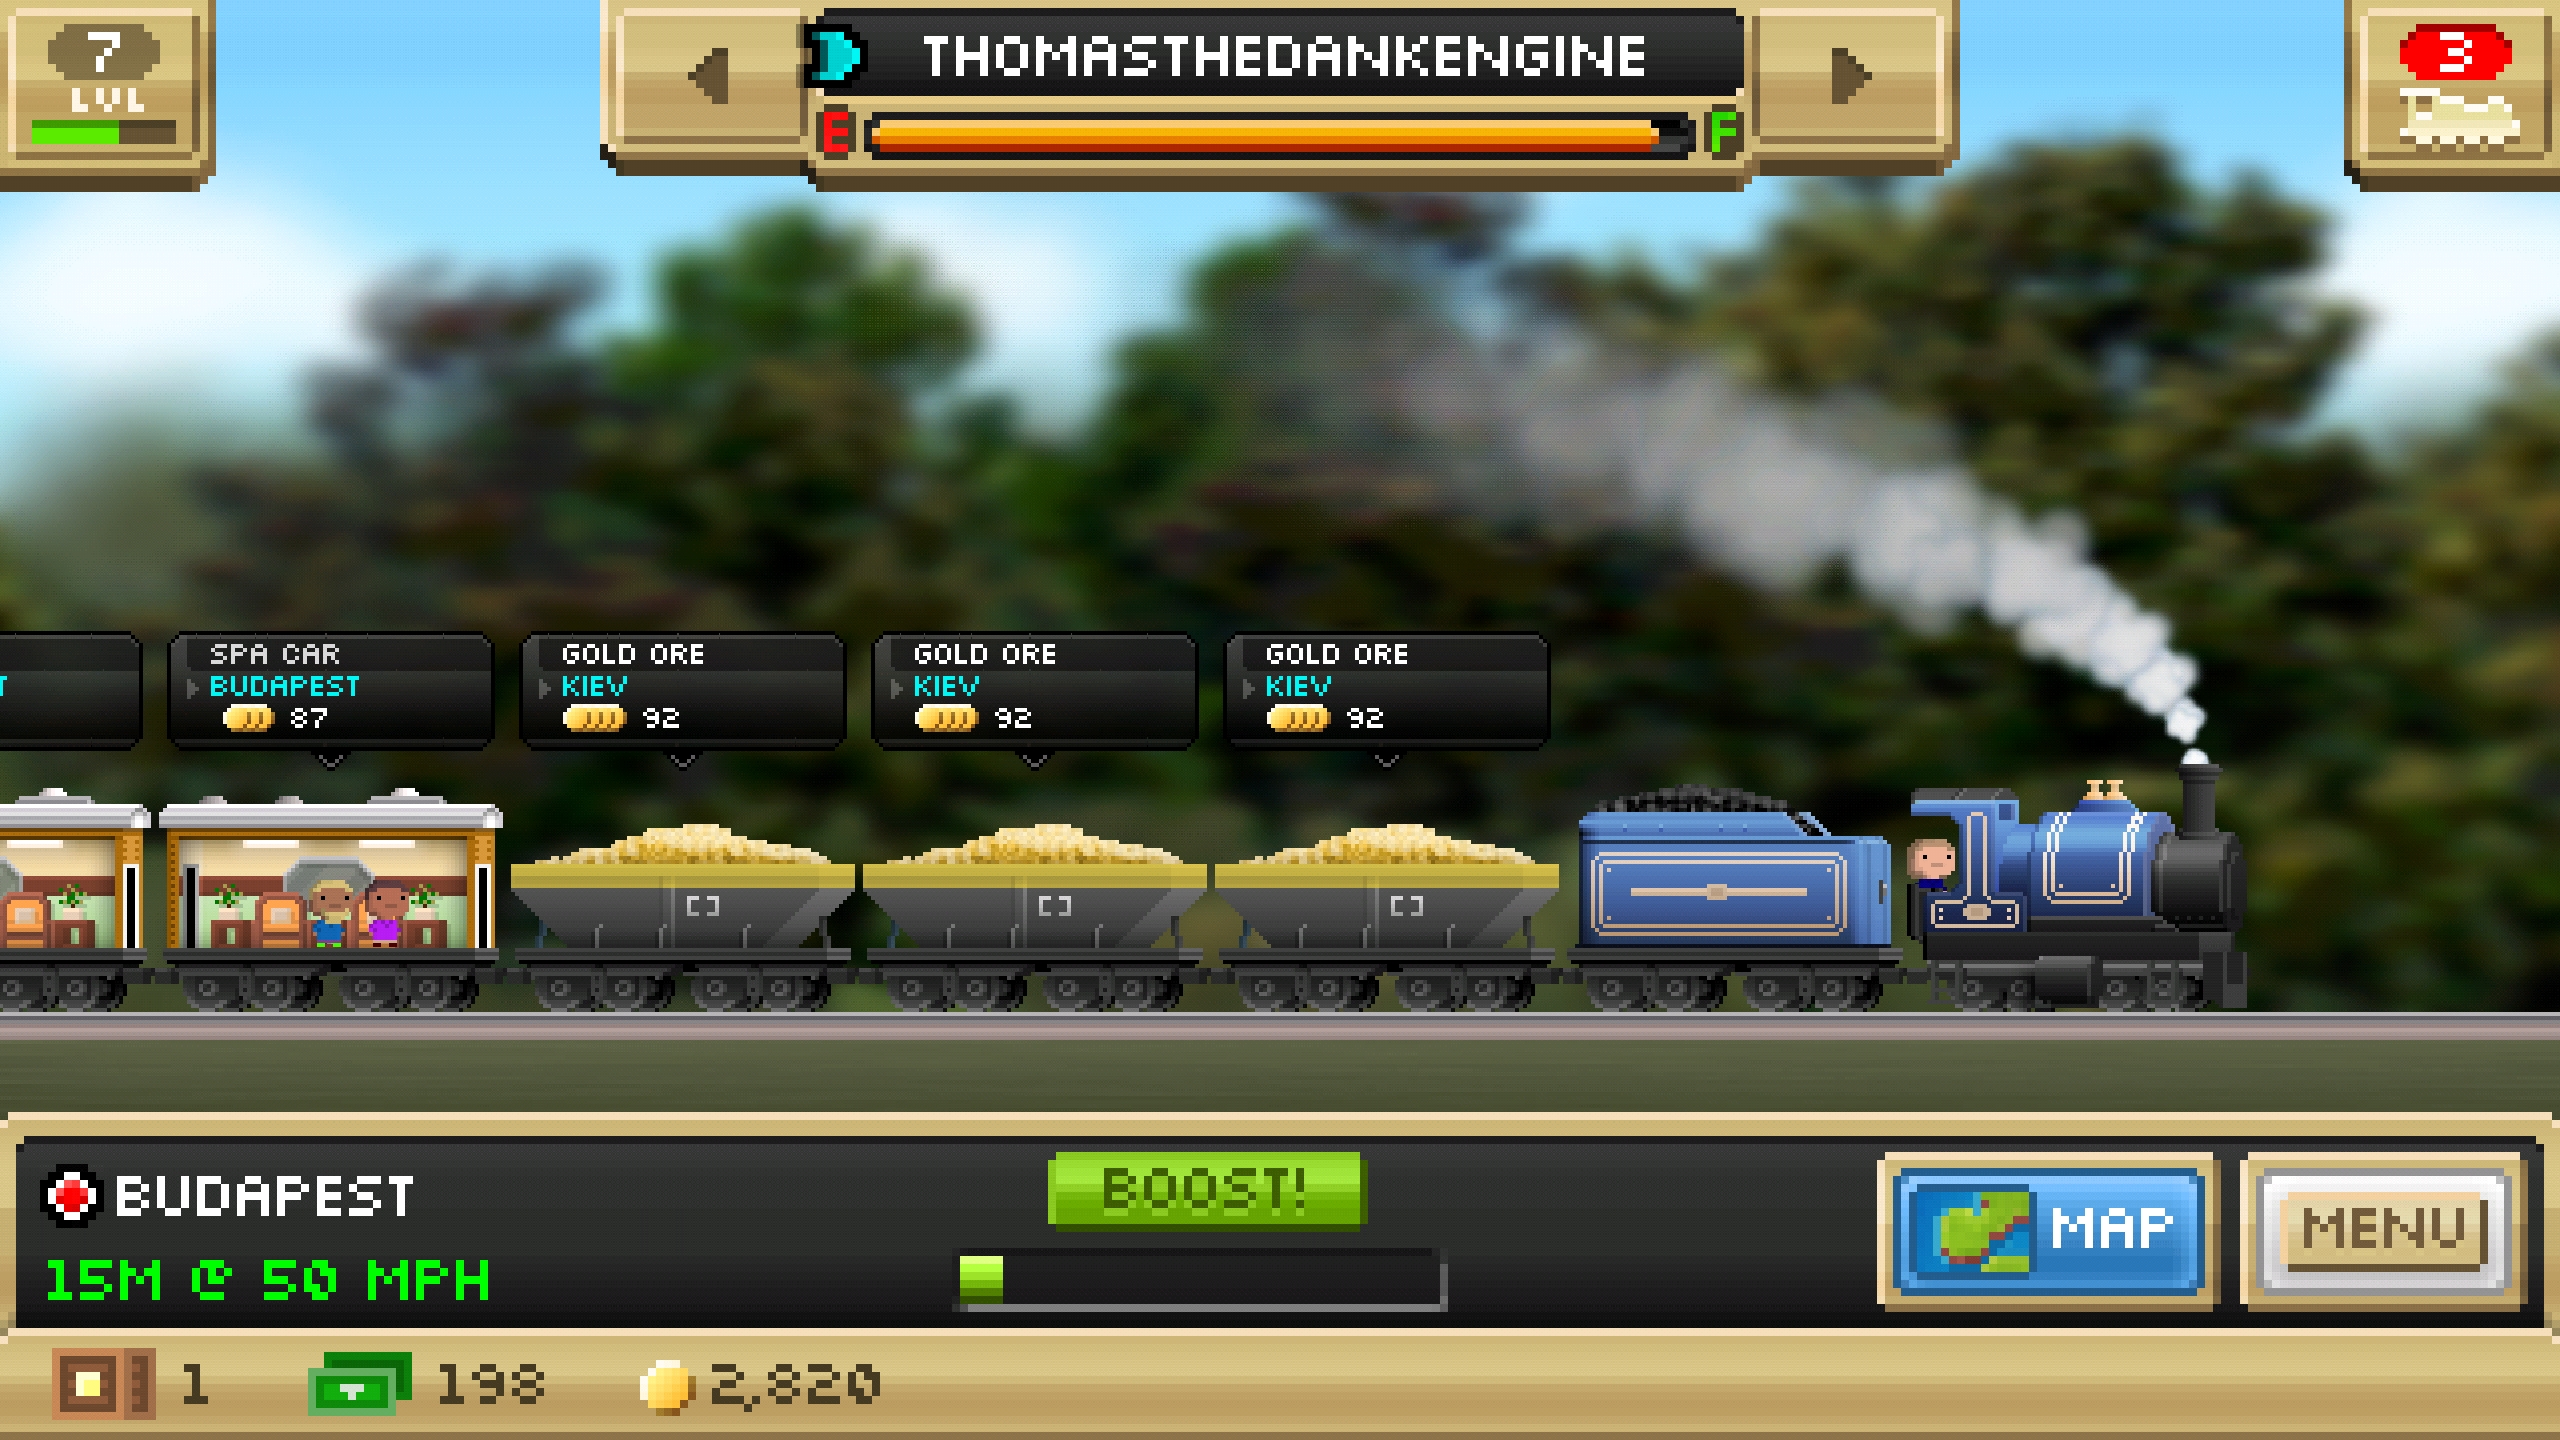 7
LVL
THOMASTHEDANKENGINE
E
F
3
T
SPA CAR
BUDAPEST
87
GOLD ORE
KIEV
92
GOLD ORE
KIEV
92
GOLD ORE
KIEV
92
BUDAPEST
15M @ 50 MPH
BOOST!
MAP
MENU
1
198
2,820